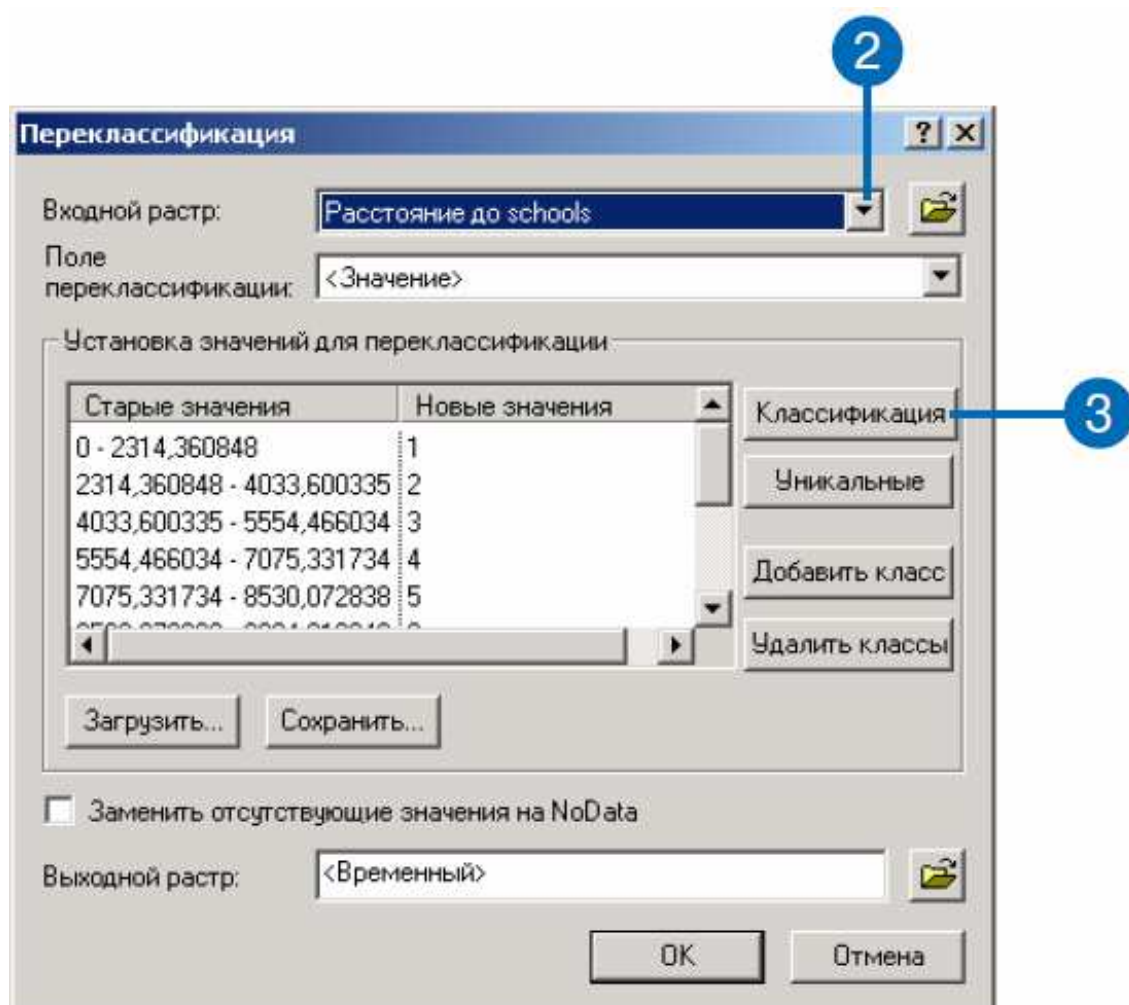 2
Переклассификация
Входной растр: Расстояние до schools
Поле переклассификации: <Значение>
Установка значений для переклассификации
Старые значения Новые значения
0 - 2314,360848 1
2314,360848 - 4033,600335 2
4033,600335 - 5554,466034 3
5554,466034 - 7075,331734 4
7075,331734 - 8530,072838 5
Классификация 3
Уникальные
Добавить класс
Удалить классы
Загрузить... Сохранить...
Заменить отсутствующие значения на NoData
Выходной растр: <Временный>
OK Отмена